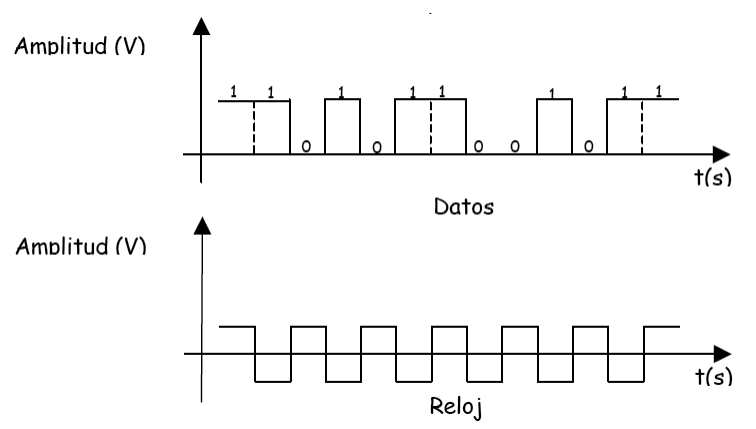 Amplitud (V)
1 1 0 1 0 1 1 0 0 1 0 1 1
t(s)
Datos
Amplitud (V)
t(s)
Reloj